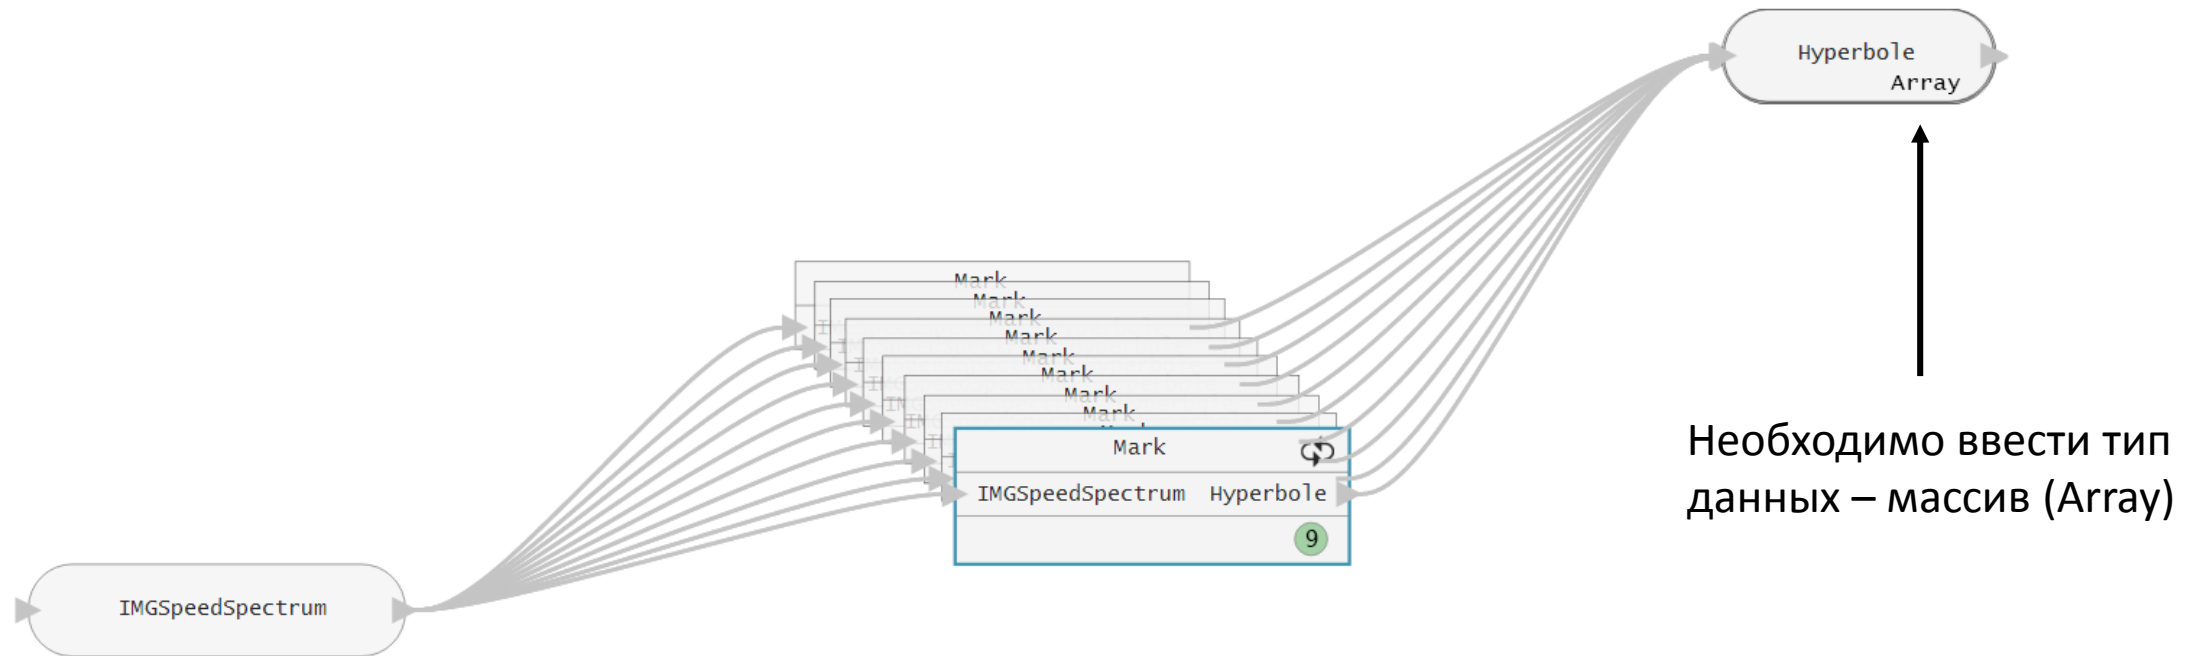 Hyperbole
Array
Mark
Mark
Mark
Mark
Mark
Mark
Mark
Mark
Mark
IMGSpeedSpectrum Hyperbole
9
Необходимо ввести тип
данных – массив (Array)
IMGSpeedSpectrum